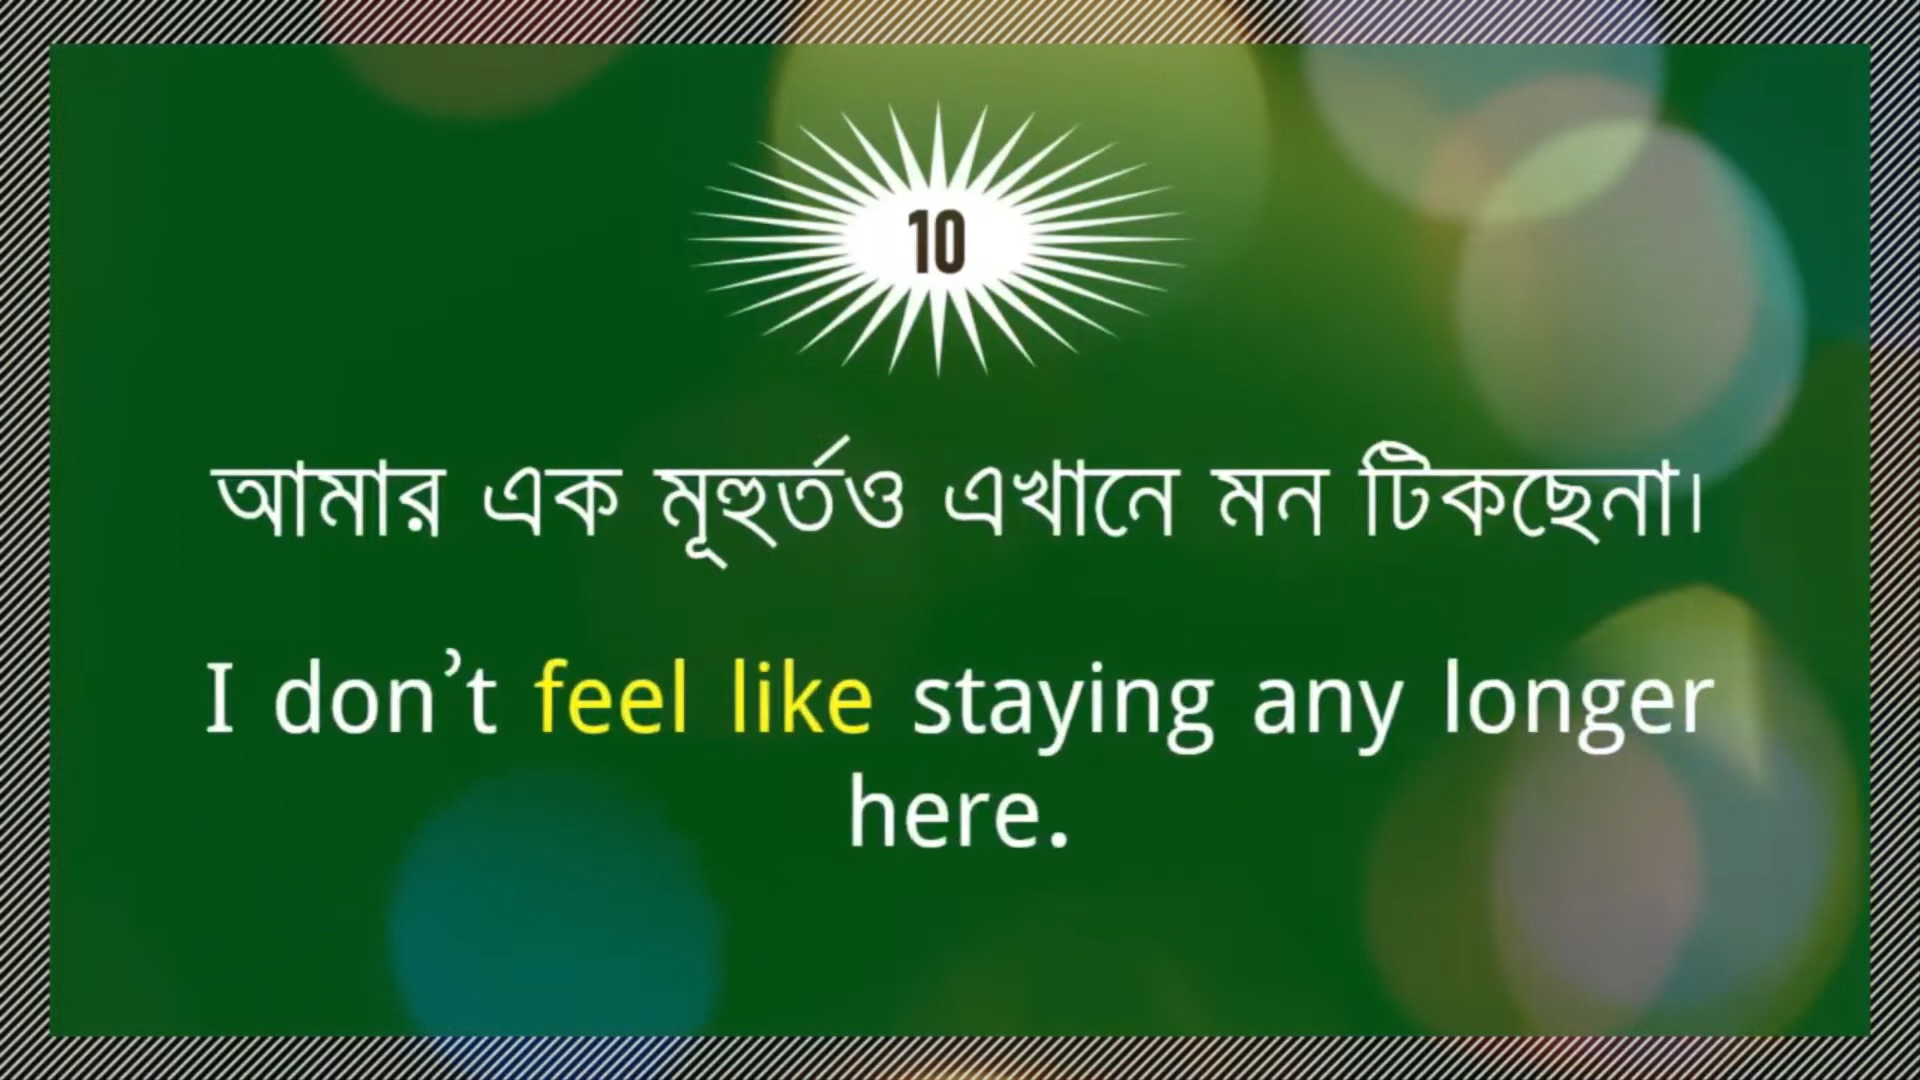 10
আমার এক মূহুর্তও এখানে মন টিকছেনা।
I don’t feel like staying any longer
here.